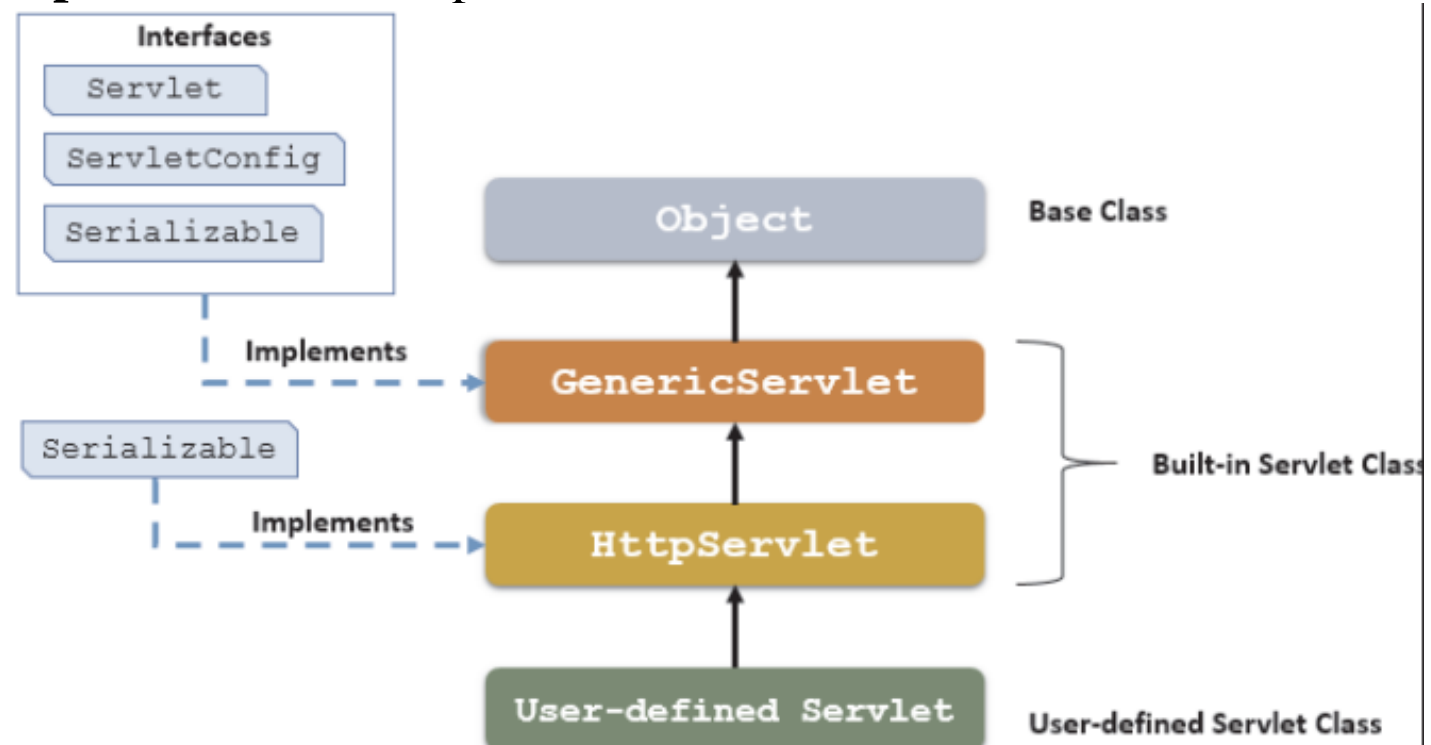 Interfaces
Servlet
ServletConfig
Serializable
Object
Base Class
Implements
GenericServlet
Serializable
Built-in Servlet Class
Implements
HttpServlet
User-defined Servlet
User-defined Servlet Class